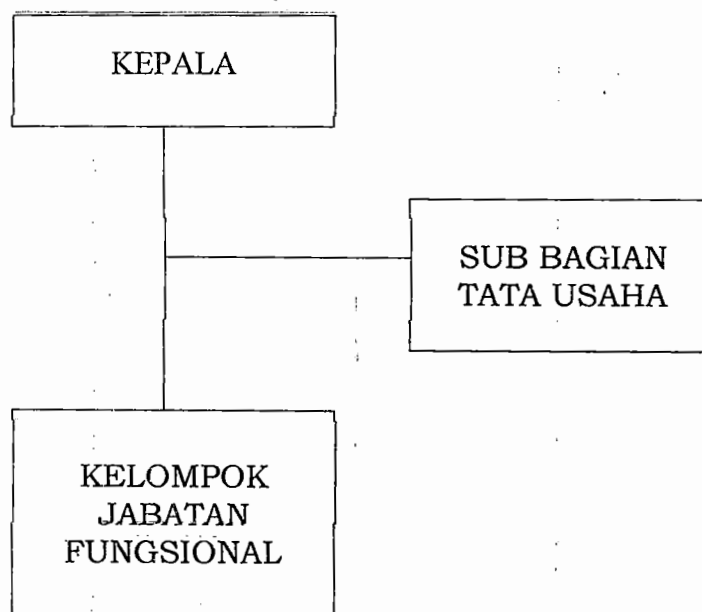 KEPALA
SUB BAGIAN
TATA USAHA
KELOMPOK
JABATAN
FUNGSIONAL